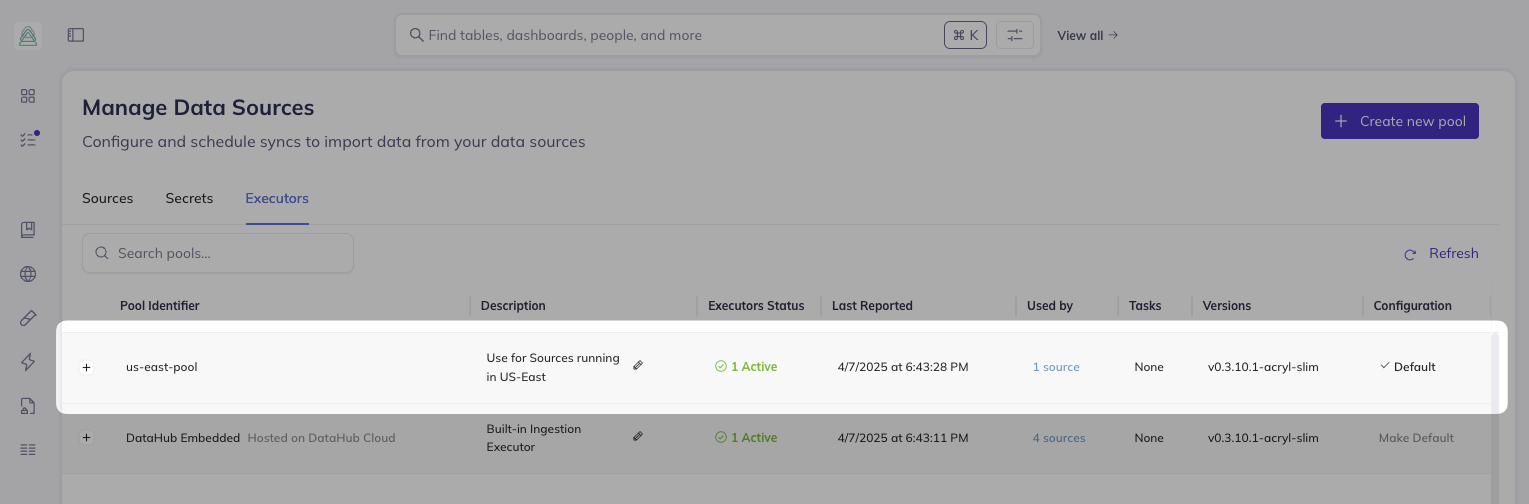 Find tables, dashboards, people, and more ⌘ K View all →
Manage Data Sources
Configure and schedule syncs to import data from your data sources
+ Create new pool
Sources Secrets Executors
Search pools... Refresh
Pool Identifier Description Executors Status Last Reported Used by Tasks Versions Configuration
+ us-east-pool Use for Sources running in US-East 1 Active 4/7/2025 at 6:43:28 PM 1 source None v0.3.10.1-acryl-slim ✓ Default
+ DataHub Embedded Hosted on DataHub Cloud Built-in Ingestion Executor 1 Active 4/7/2025 at 6:43:11 PM 4 sources None v0.3.10.1-acryl-slim Make Default